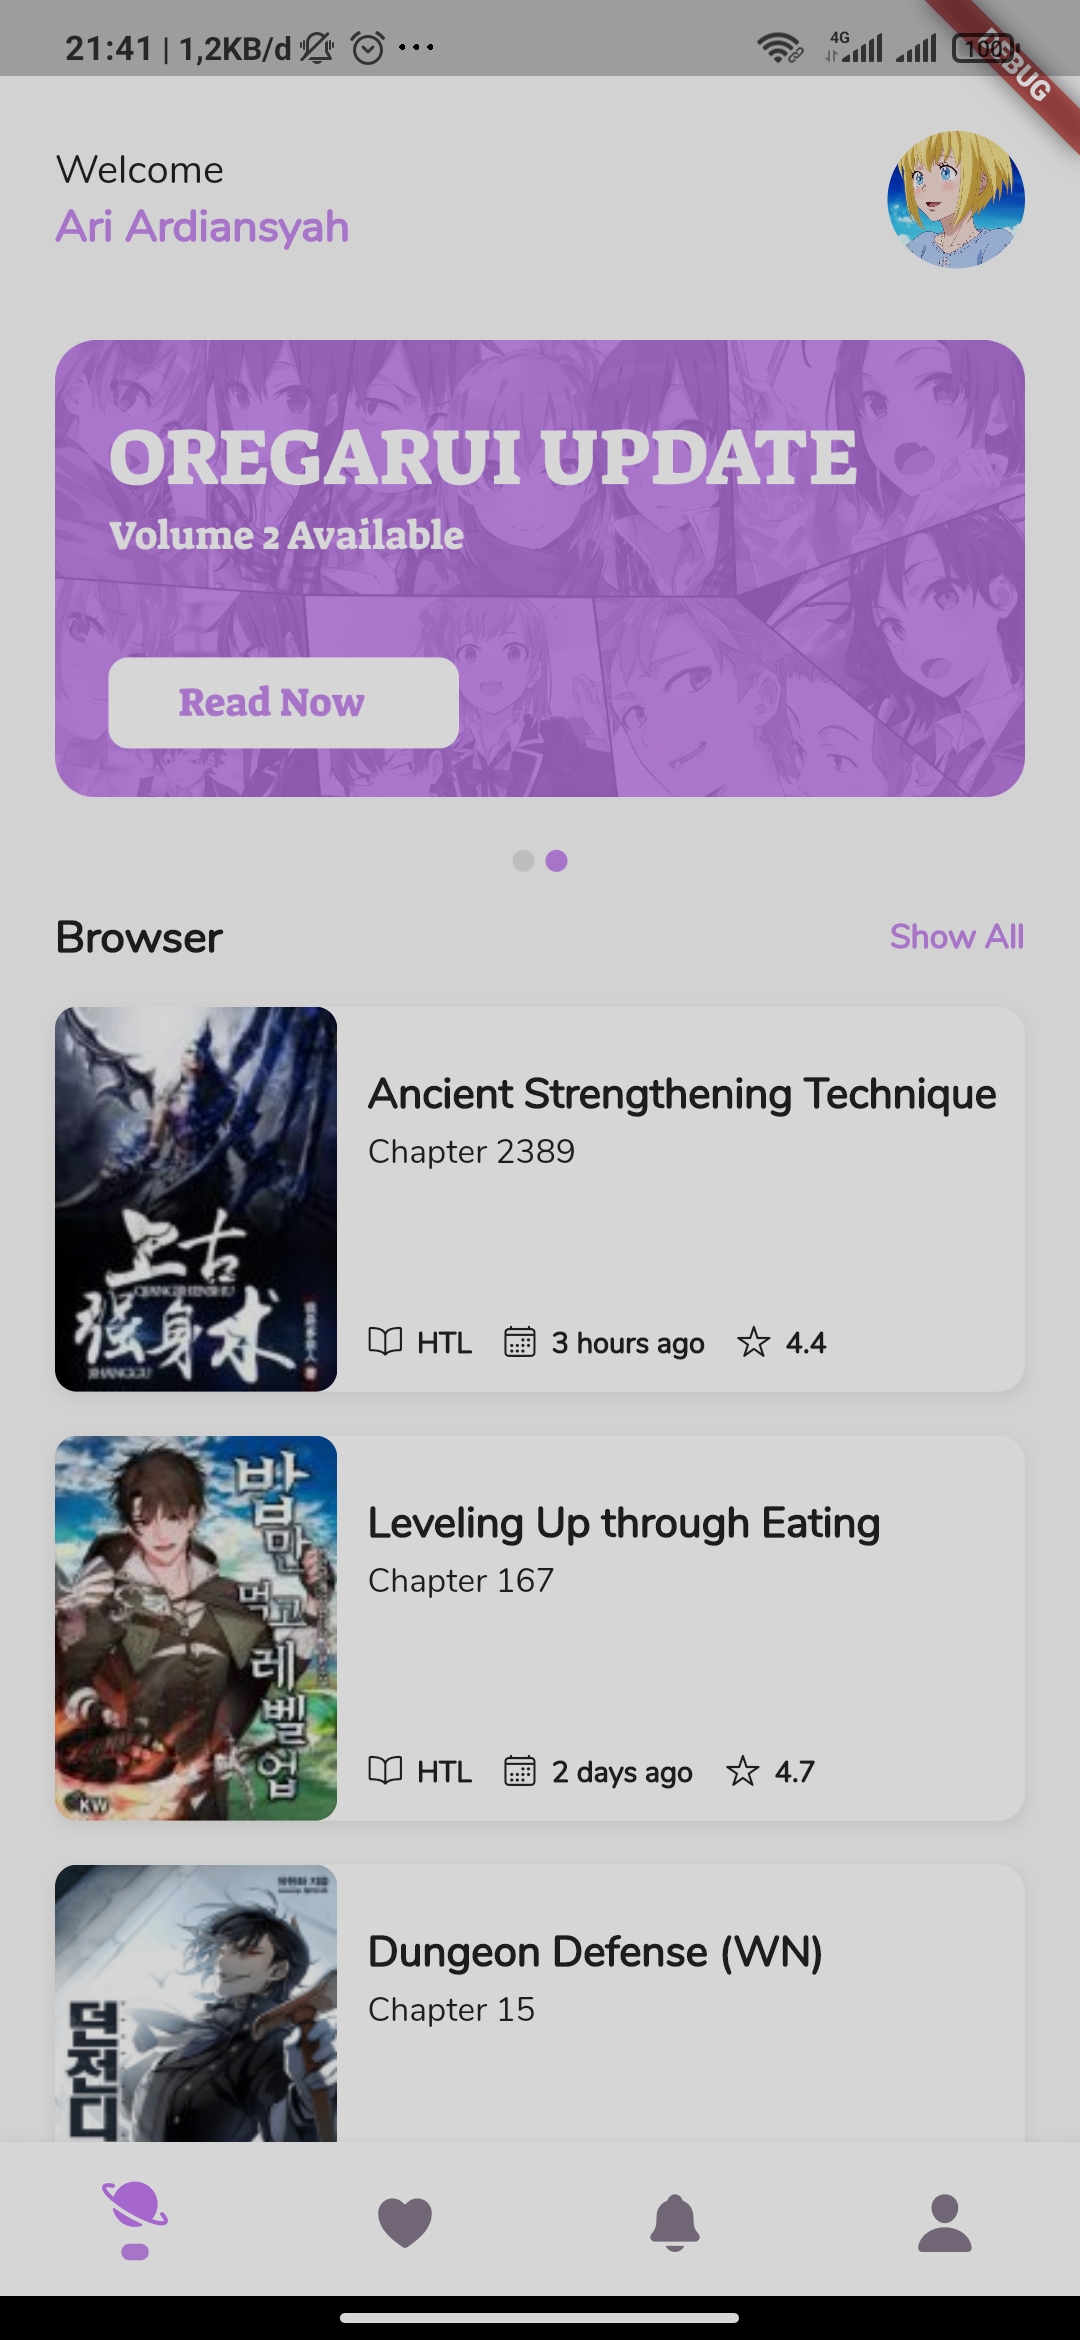 21:41 | 1,2KB/d
4G
100
DEBUG
Welcome
Ari Ardiansyah
OREGARUI UPDATE
Volume 2 Available
Read Now
Browser
Show All
上古
强身术
Ancient Strengthening Technique
Chapter 2389
HTL
3 hours ago
4.4
밥만
먹고
레벨업
KW
Leveling Up through Eating
Chapter 167
HTL
2 days ago
4.7
던전디
Dungeon Defense (WN)
Chapter 15